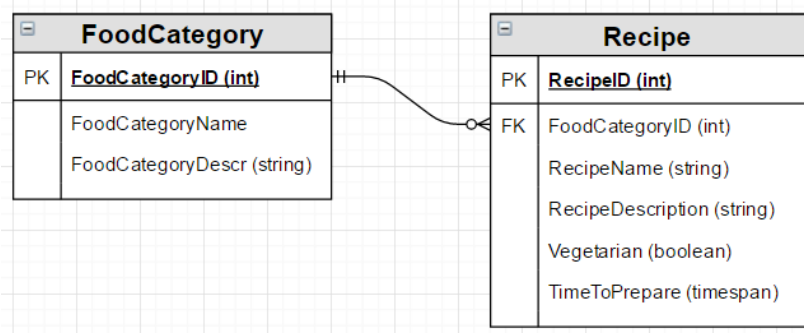 FoodCategory
PK FoodCategoryID (int)
FoodCategoryName
FoodCategoryDescr (string)
Recipe
PK RecipeID (int)
FK FoodCategoryID (int)
RecipeName (string)
RecipeDescription (string)
Vegetarian (boolean)
TimeToPrepare (timespan)